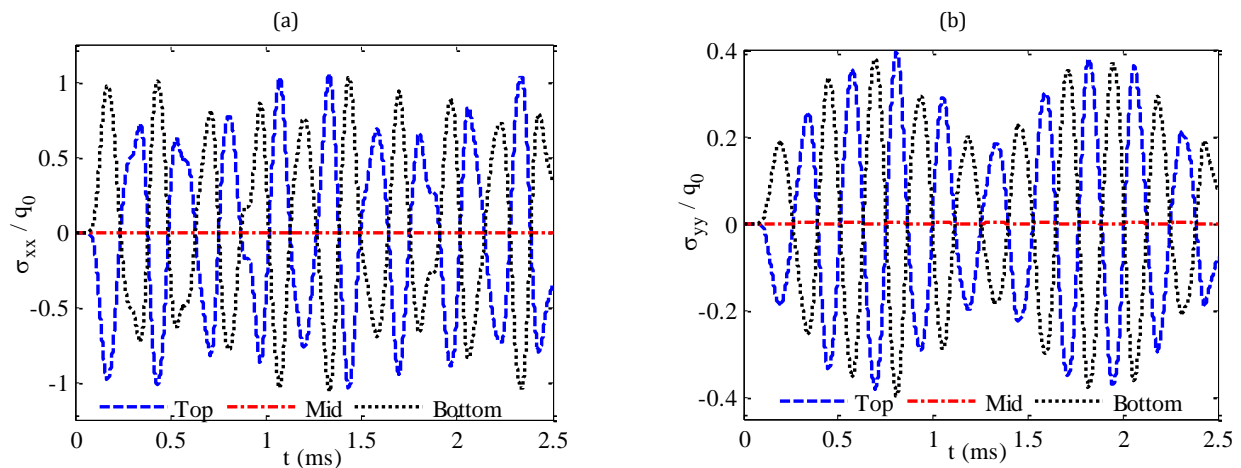 (a)
1
0.5
0
-0.5
-1
σxx / q0
0 0.5 1 1.5 2 2.5
t (ms)
Top Mid Bottom
(b)
0.4
0.2
0
-0.2
-0.4
σyy / q0
0 0.5 1 1.5 2 2.5
t (ms)
Top Mid Bottom